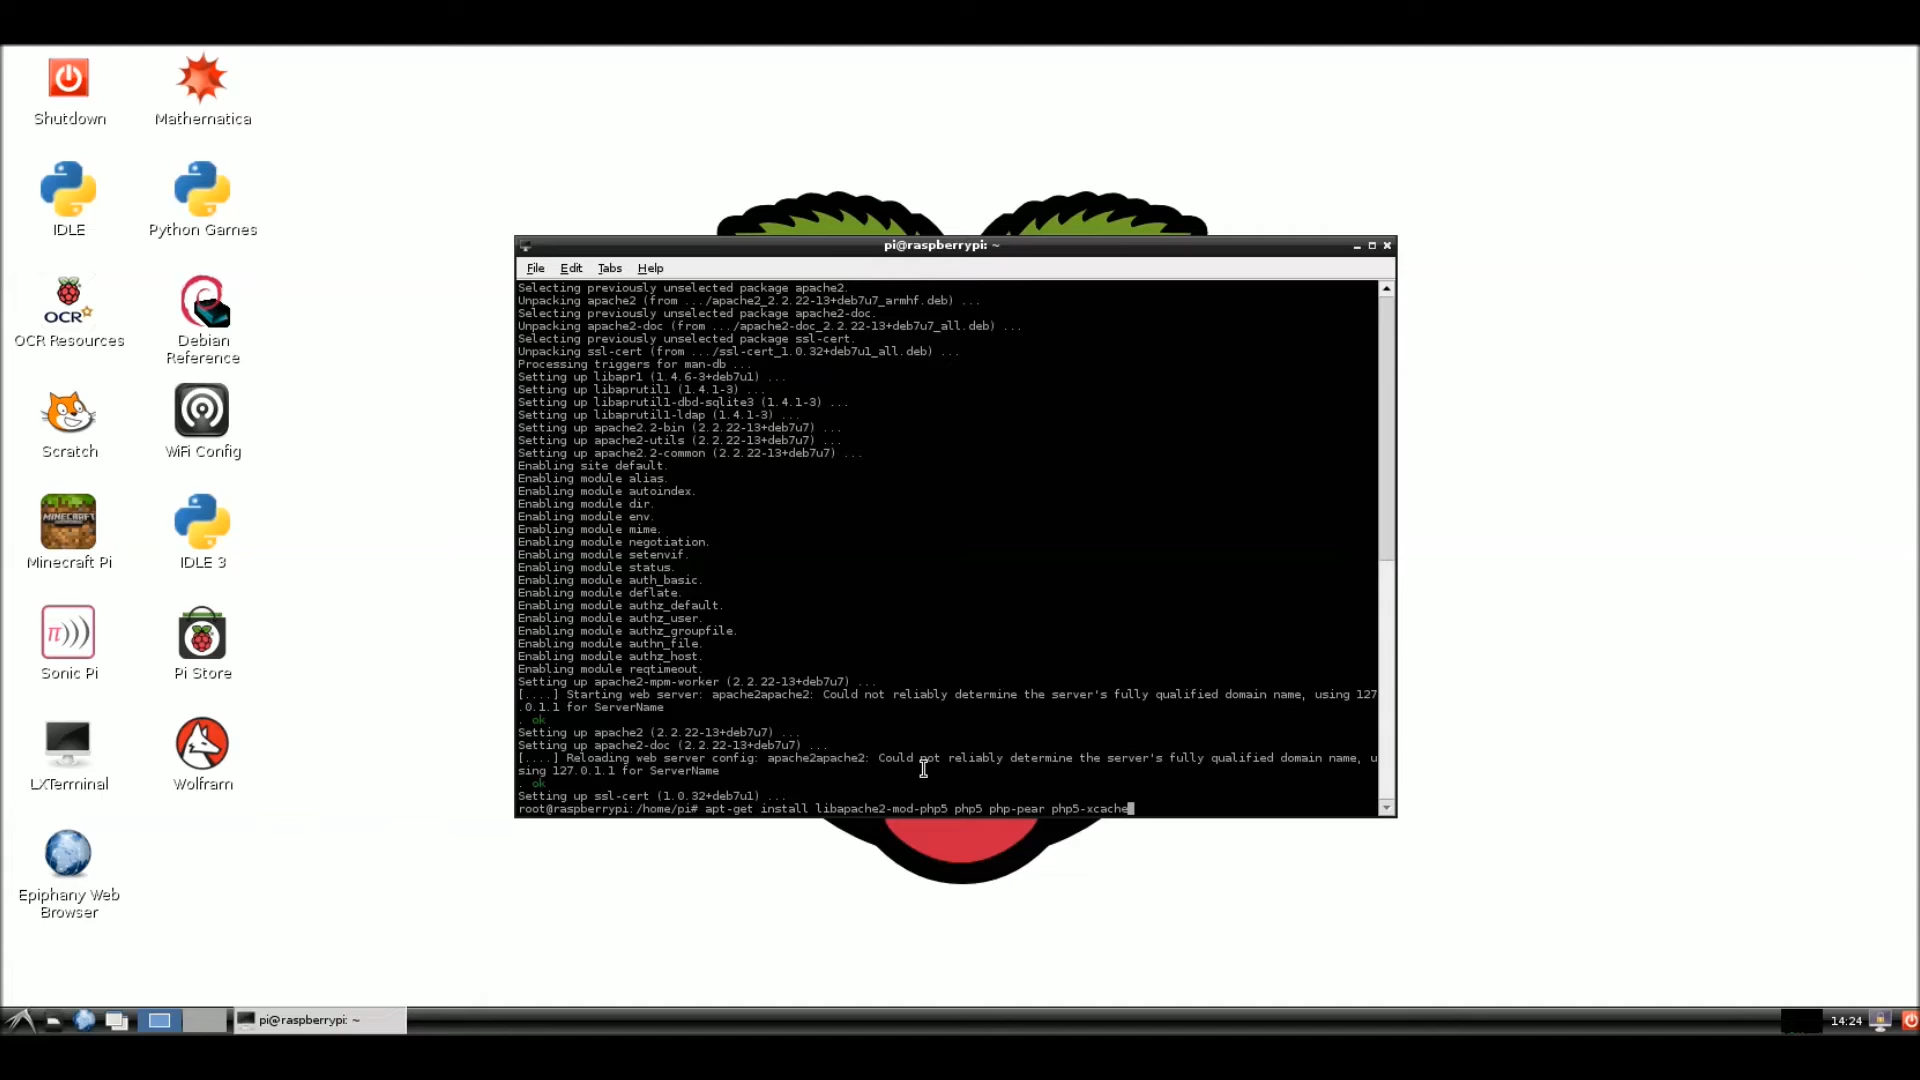 Shutdown
Mathematica
IDLE
Python Games
OCR
OCR Resources
Debian
Reference
Scratch
WiFi Config
MINECRAFT
Minecraft Pi
IDLE 3
Sonic Pi
Pi Store
LXTerminal
Wolfram
Epiphany Web
Browser
pi@raspberrypi: ~
File Edit Tabs Help
Selecting previously unselected package apache2.
Unpacking apache2 (from .../apache2_2.2.22-13+deb7u7_armhf.deb) ...
Selecting previously unselected package apache2-doc.
Unpacking apache2-doc (from .../apache2-doc_2.2.22-13+deb7u7_all.deb) ...
Selecting previously unselected package ssl-cert.
Unpacking ssl-cert (from .../ssl-cert_1.0.32+deb7u1_all.deb) ...
Processing triggers for man-db ...
Setting up libapr1 (1.4.6-3+deb7u1) ...
Setting up libaprutil1 (1.4.1-3) ...
Setting up libaprutil1-dbd-sqlite3 (1.4.1-3) ...
Setting up libaprutil1-ldap (1.4.1-3) ...
Setting up apache2.2-bin (2.2.22-13+deb7u7) ...
Setting up apache2-utils (2.2.22-13+deb7u7) ...
Setting up apache2.2-common (2.2.22-13+deb7u7) ...
Enabling site default.
Enabling module alias.
Enabling module autoindex.
Enabling module dir.
Enabling module env.
Enabling module mime.
Enabling module negotiation.
Enabling module setenvif.
Enabling module status.
Enabling module auth_basic.
Enabling module deflate.
Enabling module authz_default.
Enabling module authz_user.
Enabling module authz_groupfile.
Enabling module authn_file.
Enabling module authz_host.
Enabling module reqtimeout.
Setting up apache2-mpm-worker (2.2.22-13+deb7u7) ...
[....] Starting web server: apache2apache2: Could not reliably determine the server's fully qualified domain name, using 127
.0.1.1 for ServerName
. ok
Setting up apache2 (2.2.22-13+deb7u7) ...
Setting up apache2-doc (2.2.22-13+deb7u7) ...
[....] Reloading web server config: apache2apache2: Could not reliably determine the server's fully qualified domain name, u
sing 127.0.1.1 for ServerName
. ok
Setting up ssl-cert (1.0.32+deb7u1) ...
root@raspberrypi:/home/pi# apt-get install libapache2-mod-php5 php5 php-pear php5-xcache
pi@raspberrypi: ~
14:24